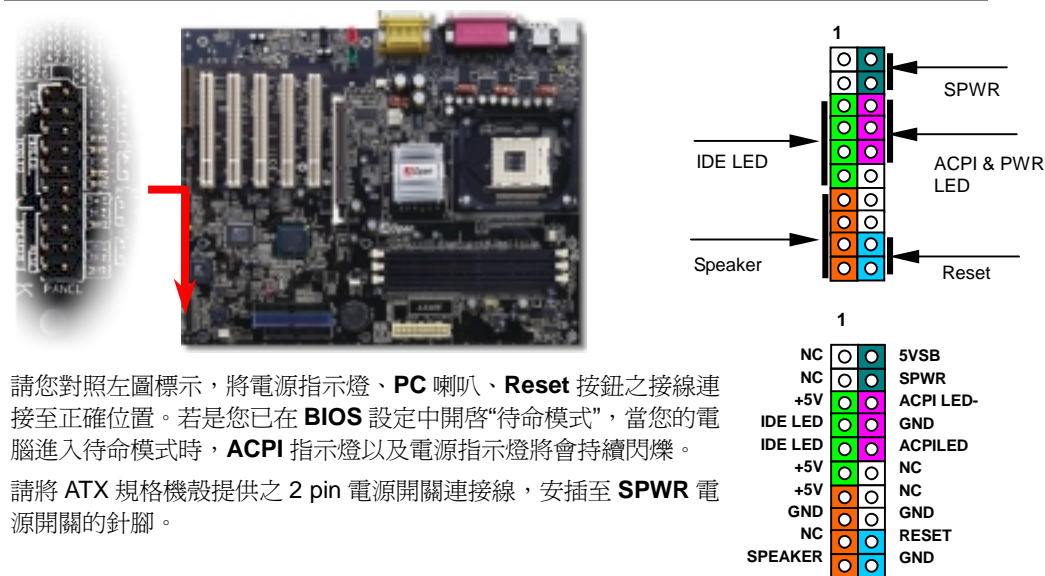 1
SPWR
IDE LED
ACPI & PWR
LED
Speaker
Reset
PANEL
請您對照左圖標示，將電源指示燈、PC 喇叭、Reset 按鈕之接線連
接至正確位置。若是您已在 BIOS 設定中開啓“待命模式”，當您的電
腦進入待命模式時，ACPI 指示燈以及電源指示燈將會持續閃爍。
請將 ATX 規格機殼提供之 2 pin 電源開關連接線，安插至 SPWR 電
源開關的針腳。
1
NC 5VSB
NC SPWR
+5V ACPI LED-
IDE LED GND
IDE LED ACPILED
+5V NC
+5V NC
GND GND
NC RESET
SPEAKER GND